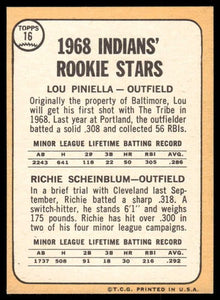 TOPPS
16
1968 INDIANS'
ROOKIE STARS
LOU PINIELLA — OUTFIELD
Originally the property of Baltimore, Lou
will get his first shot with The Tribe in
1968. Last year at Portland, the outfielder
batted a solid .308 and collected 56 RBIs.
MINOR LEAGUE LIFETIME BATTING RECORD
AB H 2B 3B HR RBI AVG.
2243 641 118 22 50 305 .286
RICHIE SCHEINBLUM—OUTFIELD
In a brief trial with Cleveland last Sep-
tember, Richie batted a sharp .318. A
switch-hitter, he stands 6'1" and weighs
175 pounds. Richie has hit over .300 in
two of his four minor league campaigns.
MINOR LEAGUE LIFETIME BATTING RECORD
AB H 2B 3B HR RBI AVG.
1737 508 91 18 30 216 .292
© T.C.G. PRINTED IN U.S.A.